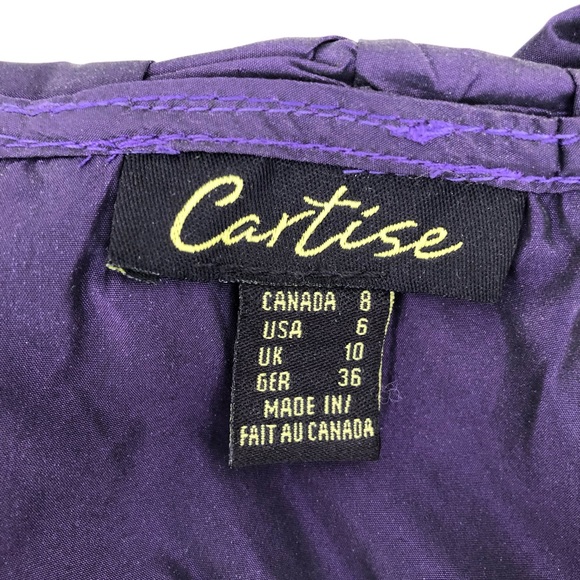 Cartise
CANADA 8
USA 6
UK 10
GER 36
MADE IN/
FAIT AU CANADA